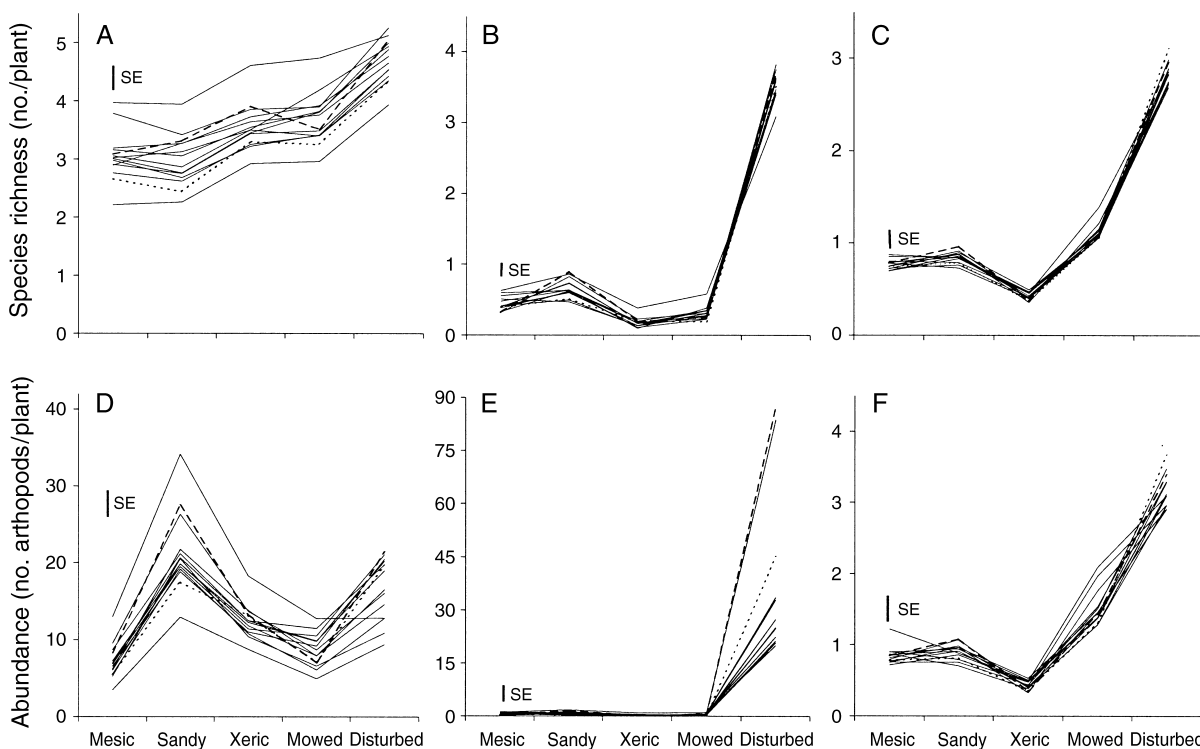 Species richness (no./plant)
A
5
4
3
2
1
0
SE
B
4
3
2
1
0
SE
C
3
2
1
0
SE
Abundance (no. arthopods/plant)
D
40
30
20
10
0
SE
Mesic Sandy Xeric Mowed Disturbed
E
90
75
60
45
30
15
0
SE
Mesic Sandy Xeric Mowed Disturbed
F
4
3
2
1
0
SE
Mesic Sandy Xeric Mowed Disturbed